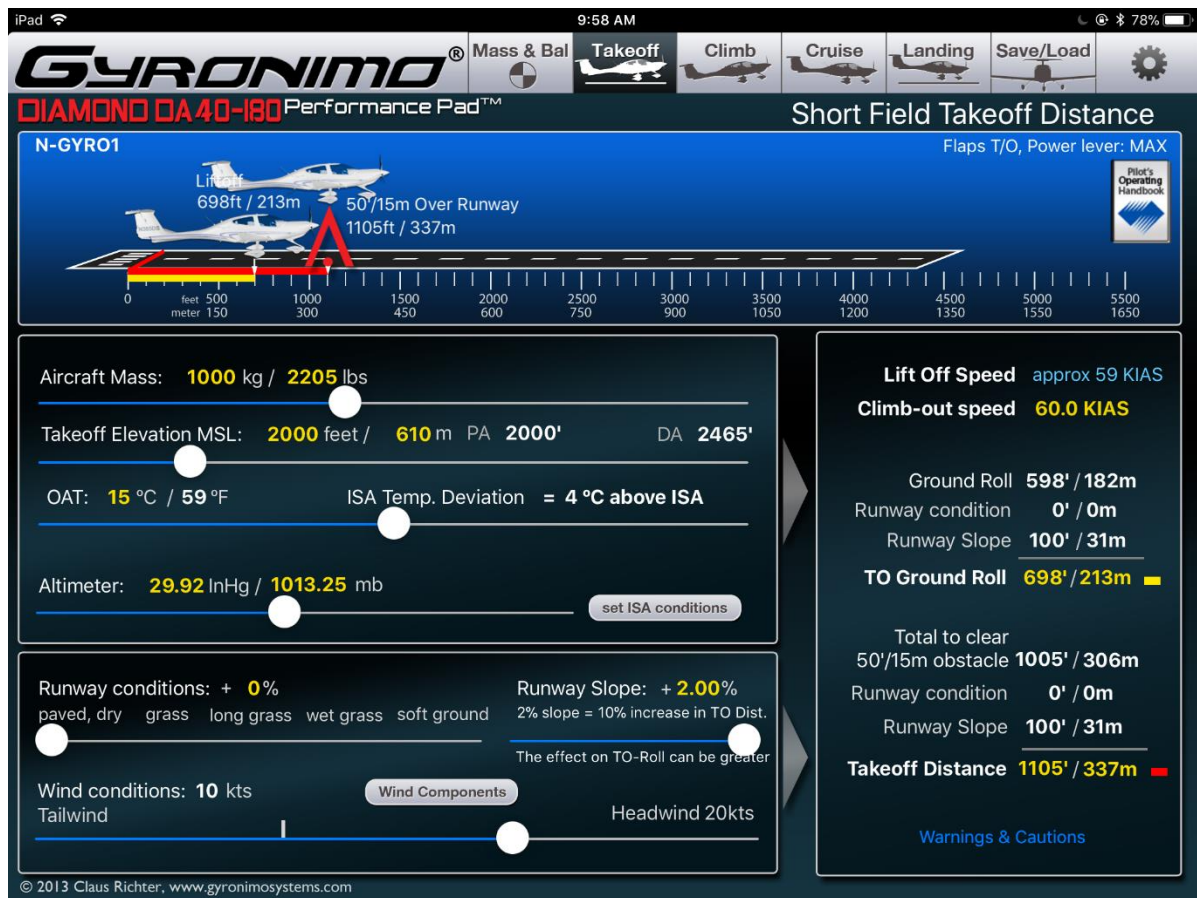 iPad 9:58 AM 78%
GYRONIMO® Mass & Bal Takeoff Climb Cruise Landing Save/Load
DIAMOND DA40-180 Performance Pad™ Short Field Takeoff Distance
N-GYRO1 Flaps T/O, Power lever: MAX
Pilot's
Operating
Handbook
Liftoff
698ft / 213m
50'/15m Over Runway
1105ft / 337m
0 feet 500 1000 1500 2000 2500 3000 3500 4000 4500 5000 5500
meter 150 300 450 600 750 900 1050 1200 1350 1550 1650
Aircraft Mass: 1000 kg / 2205 lbs
Takeoff Elevation MSL: 2000 feet / 610 m PA 2000' DA 2465'
OAT: 15 ºC / 59 ºF ISA Temp. Deviation = 4 ºC above ISA
Altimeter: 29.92 InHg / 1013.25 mb
set ISA conditions
Runway conditions: + 0%
paved, dry grass long grass wet grass soft ground
Runway Slope: + 2.00%
2% slope = 10% increase in TO Dist.
The effect on TO-Roll can be greater
Wind conditions: 10 kts
Wind Components
Tailwind
Headwind 20kts
Lift Off Speed approx 59 KIAS
Climb-out speed 60.0 KIAS
Ground Roll 598' / 182m
Runway condition 0' / 0m
Runway Slope 100' / 31m
TO Ground Roll 698' / 213m
Total to clear
50'/15m obstacle 1005' / 306m
Runway condition 0' / 0m
Runway Slope 100' / 31m
Takeoff Distance 1105' / 337m
Warnings & Cautions
© 2013 Claus Richter, www.gyronimosystems.com